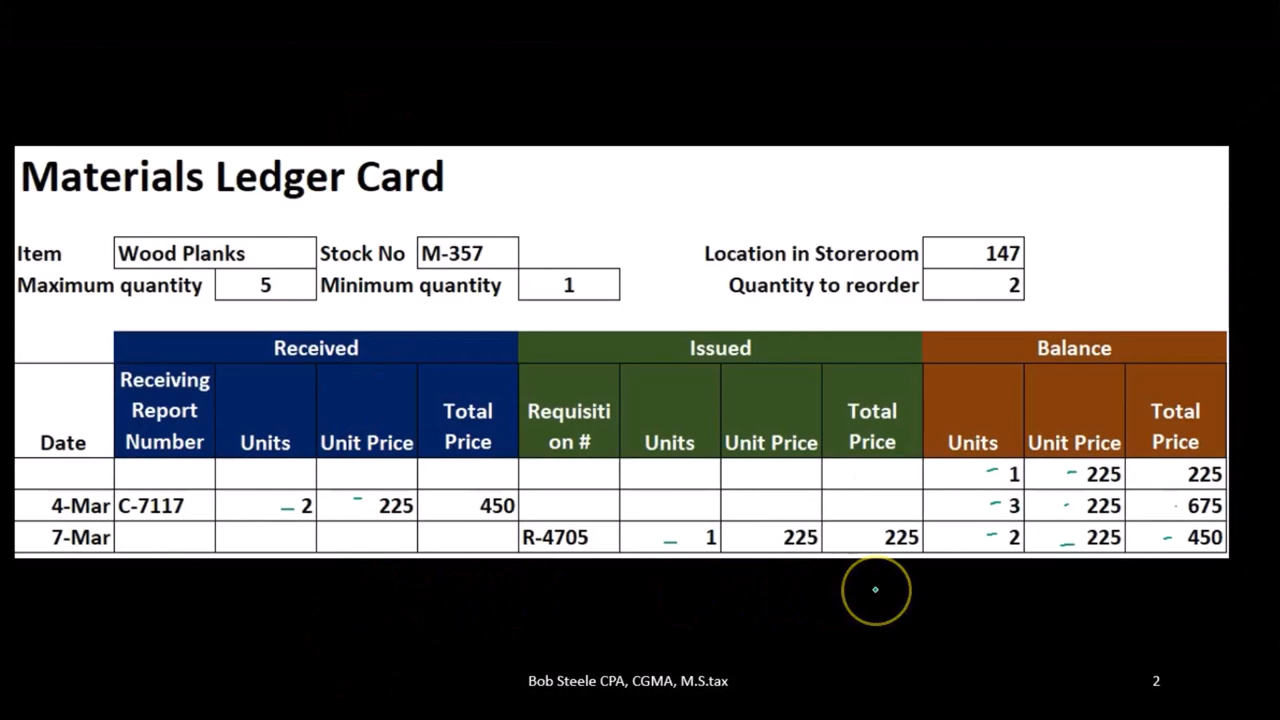 Materials Ledger Card
Item Wood Planks Stock No M-357 Location in Storeroom 147
Maximum quantity 5 Minimum quantity 1 Quantity to reorder 2
Received Issued Balance
Date Receiving Report Number Units Unit Price Total Price Requisiti on # Units Unit Price Total Price Units Unit Price Total Price
1 225 225
4-Mar C-7117 2 225 450 3 225 675
7-Mar R-4705 1 225 225 2 225 450
Bob Steele CPA, CGMA, M.S.tax 2